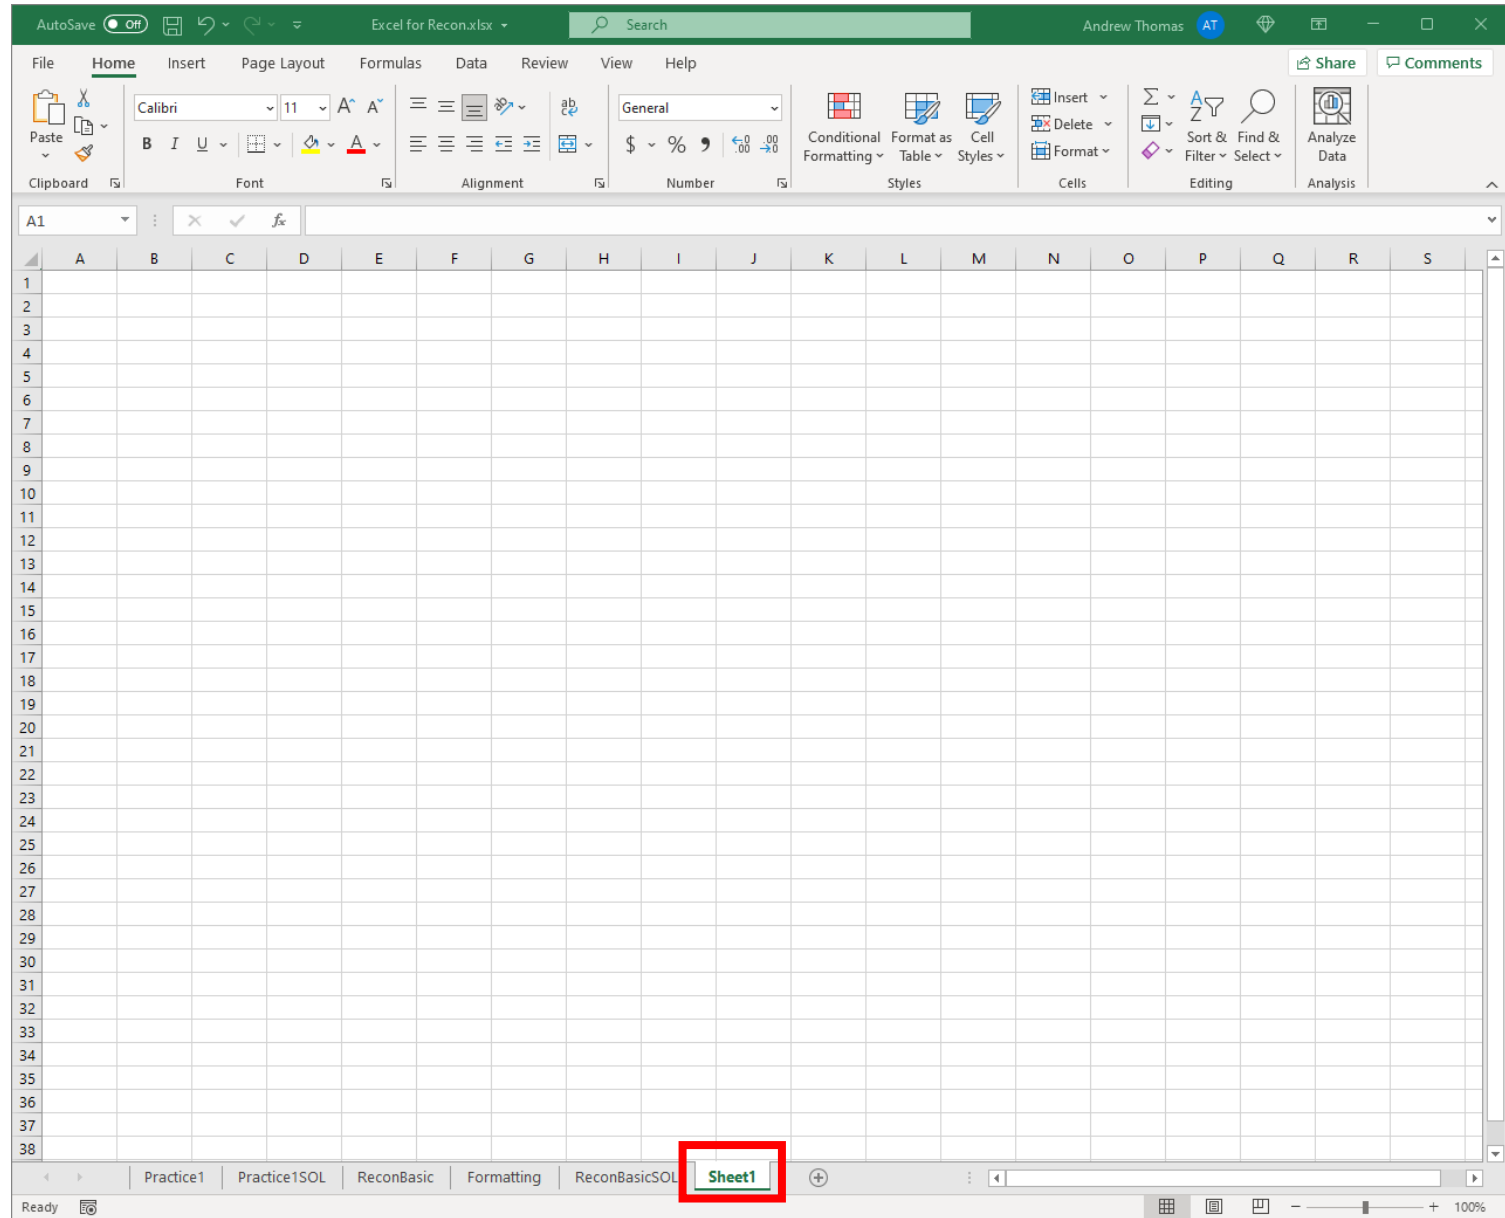 AutoSave Off Excel for Recon.xlsx Search Andrew Thomas AT
File Home Insert Page Layout Formulas Data Review View Help Share Comments
Paste
Clipboard
Calibri 11 A A
B I U A
Font
ab
c
Alignment
General
$ % 9 .0 .00 .00 .0
Number
Conditional Formatting
Format as Table
Cell Styles
Styles
Insert
Delete
Format
Cells
Σ A Z
Sort & Filter
Find & Select
Editing
Analyze Data
Analysis
A1 fx
A B C D E F G H I J K L M N O P Q R S
1
2
3
4
5
6
7
8
9
10
11
12
13
14
15
16
17
18
19
20
21
22
23
24
25
26
27
28
29
30
31
32
33
34
35
36
37
38
Practice1 Practice1SOL ReconBasic Formatting ReconBasicSOL Sheet1
Ready 100%